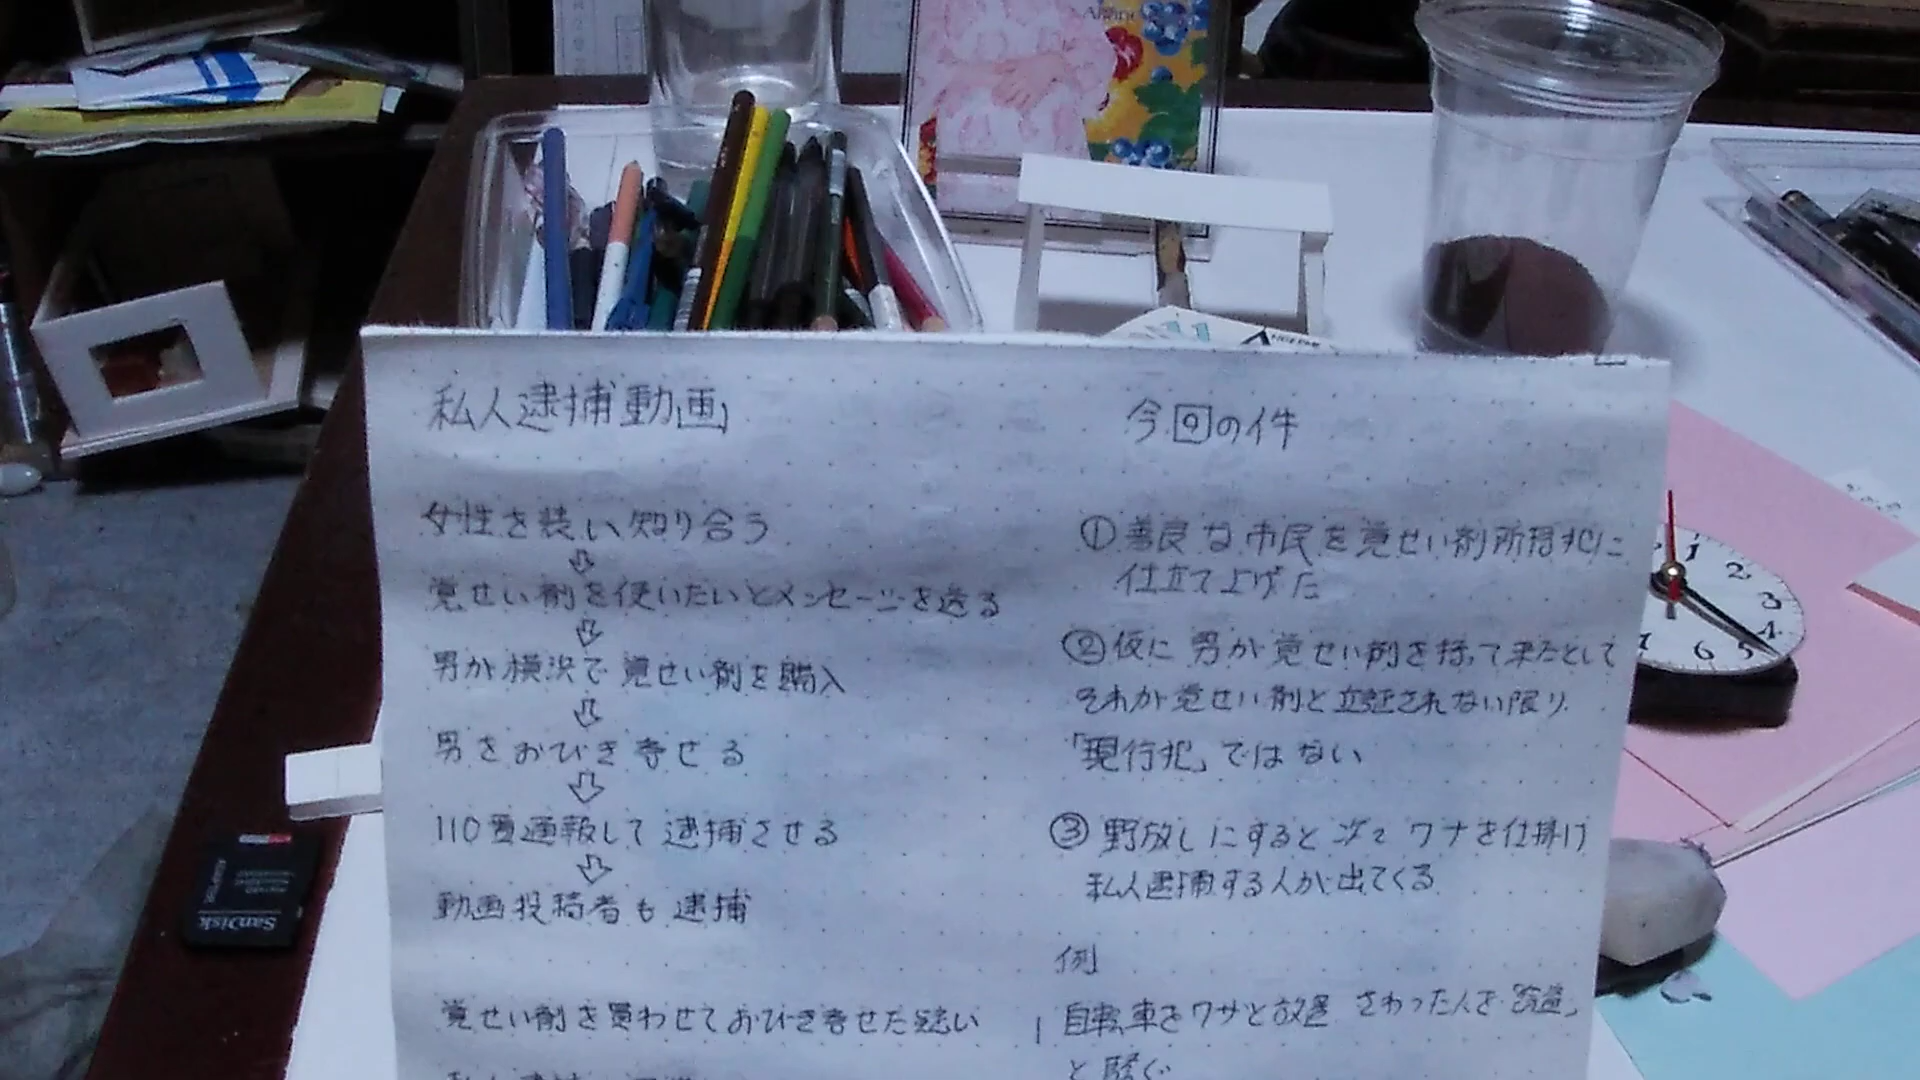 私人逮捕動画
女性を装い知り合う
⇩
覚せい剤を使いたいとメッセージを送る
⇩
男が横浜で覚せい剤を購入
⇩
男をおびき寄せる
⇩
110番通報して逮捕させる
⇩
動画投稿者も逮捕
覚せい剤を買わせておびき寄せた疑い
今回の件
①善良な市民を覚せい剤所持犯に
仕立て上げた
②仮に男が覚せい剤を持って来たとして
それが覚せい剤と立証されない限り
「現行犯」ではない
③野放しにすると次々ワナを仕掛け
私人逮捕する人が出てくる
例
自転車をワザと放置 さわった人を「窃盗」
と騒ぐ
SanDisk
1
2
3
4
5
6